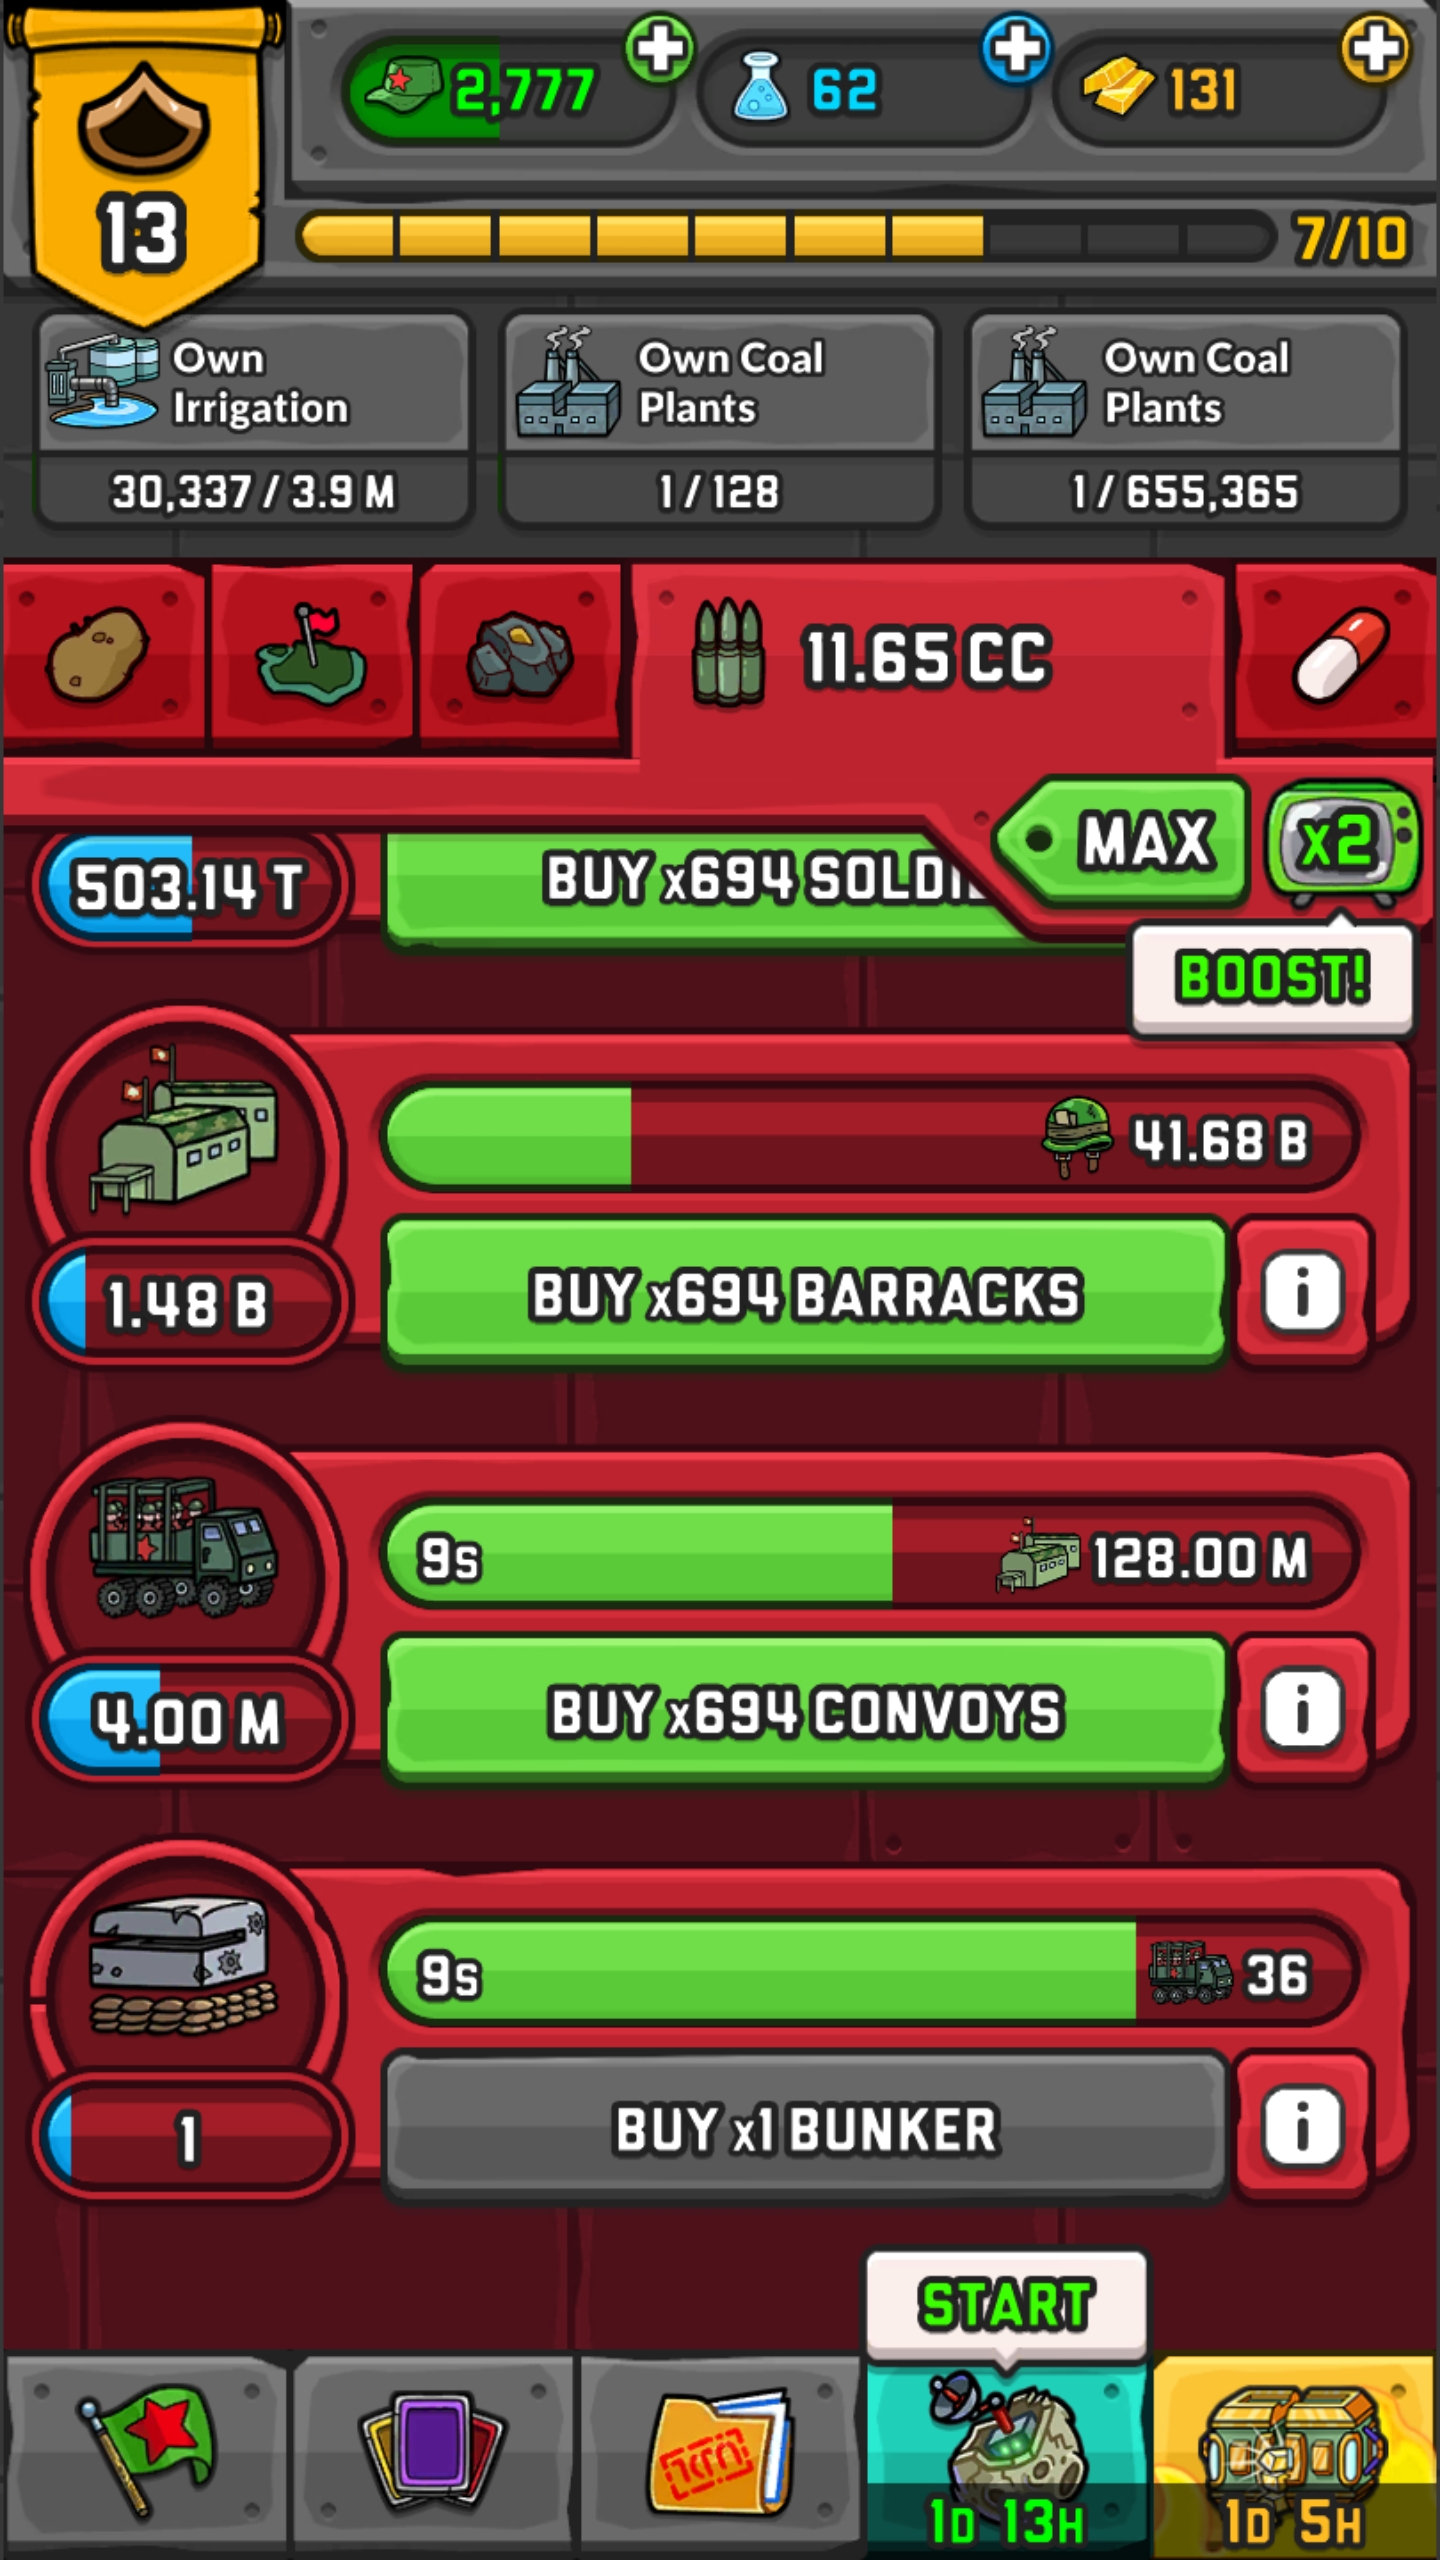 2,777
62
131
13
7/10
Own
Irrigation
30,337 / 3.9 M
Own Coal
Plants
1 / 128
Own Coal
Plants
1 / 655,365
11.65 CC
MAX
x2
BOOST!
503.14 T
BUY x694
41.68 B
1.48 B
BUY x694 BARRACKS
i
9s
128.00 M
4.00 M
BUY x694 CONVOYS
i
9s
36
1
BUY x1 BUNKER
i
START
1D 13H
1D 5H